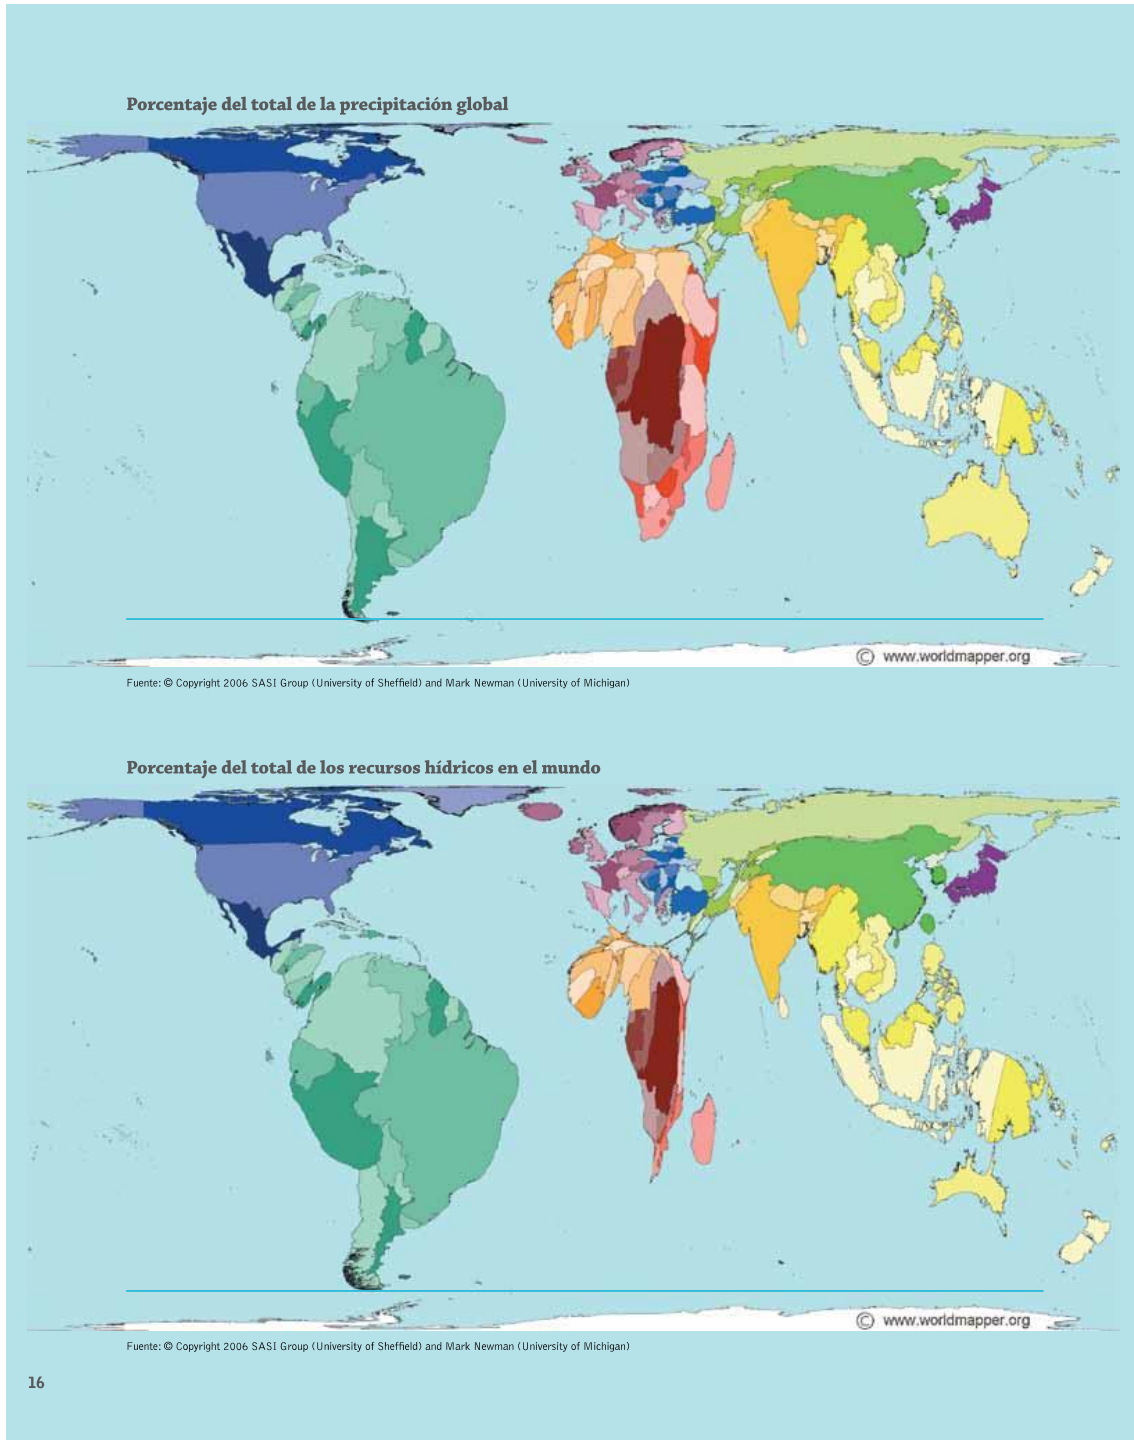 Porcentaje del total de la precipitación global
© www.worldmapper.org
Fuente: © Copyright 2006 SASI Group (University of Sheffield) and Mark Newman (University of Michigan)
Porcentaje del total de los recursos hídricos en el mundo
© www.worldmapper.org
Fuente: © Copyright 2006 SASI Group (University of Sheffield) and Mark Newman (University of Michigan)
16